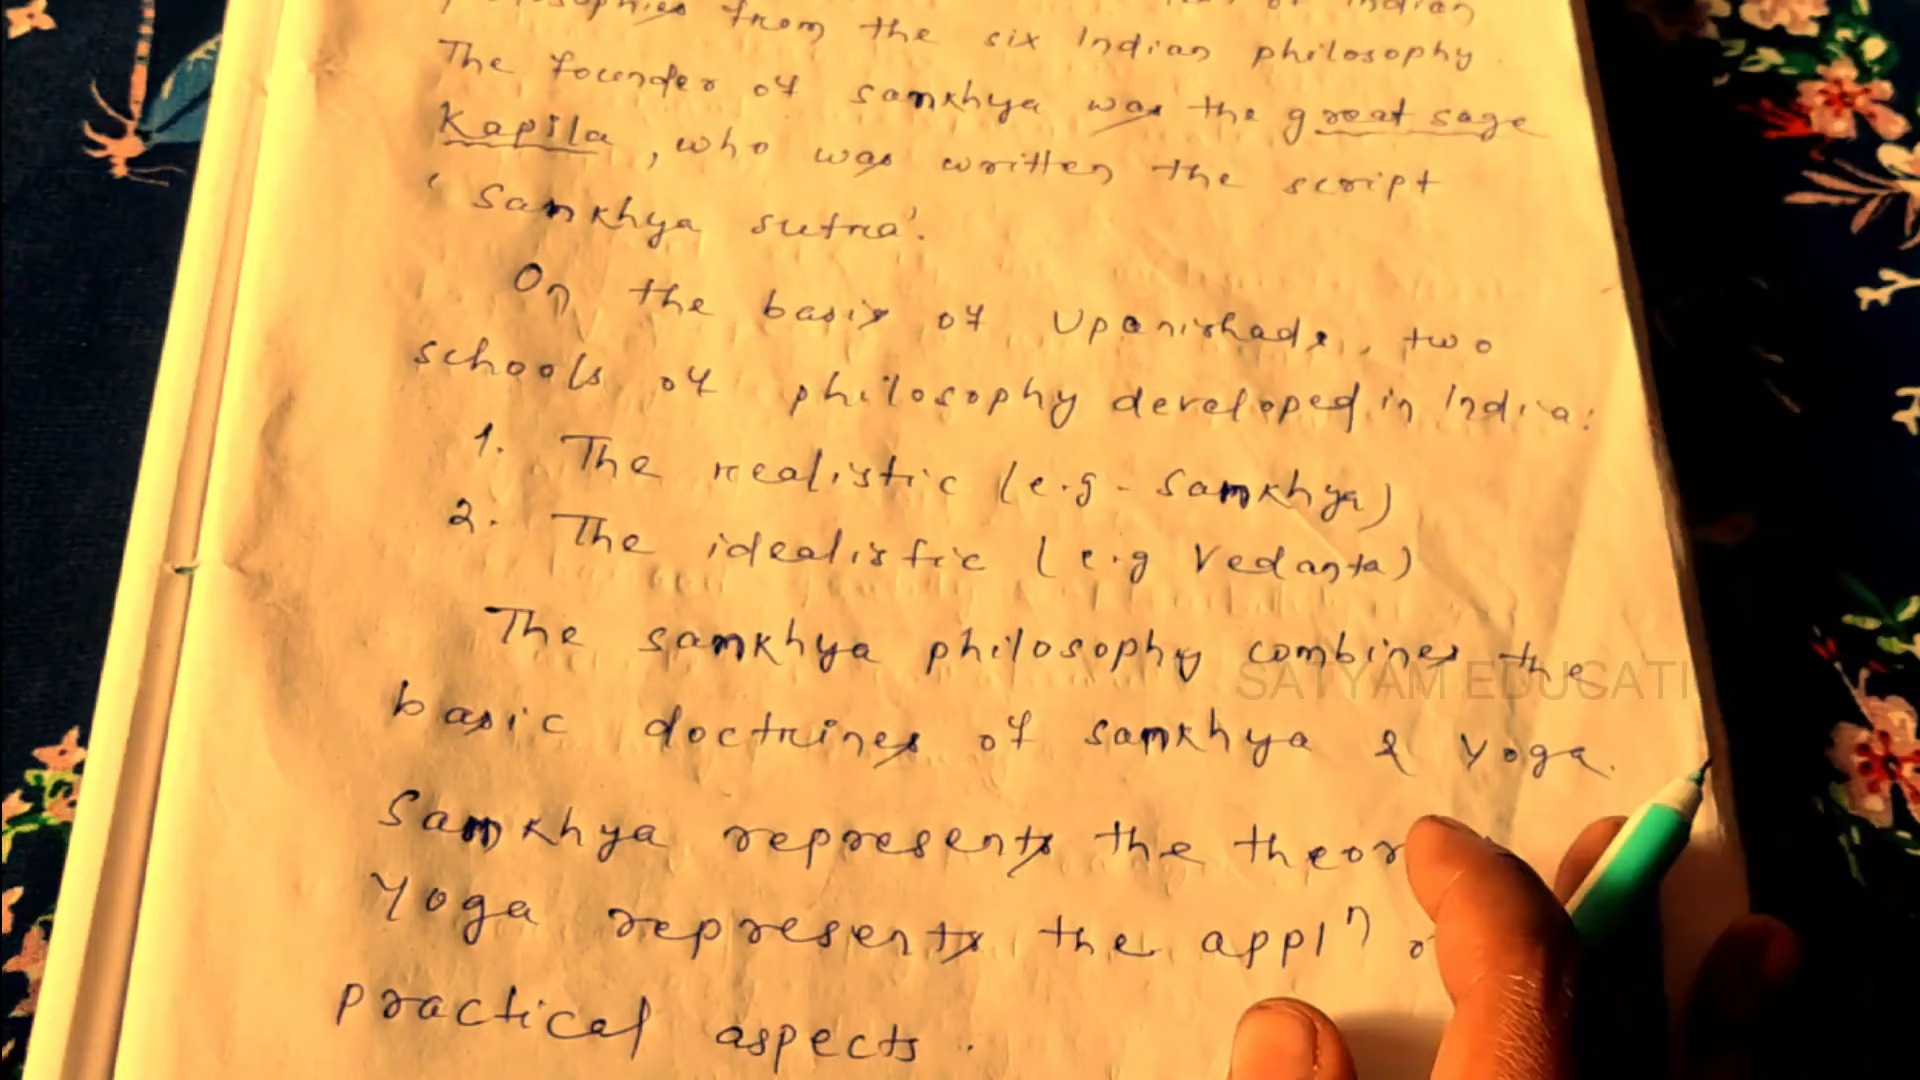 from the six Indian philosophy.
The founder of samkhya was the great sage
Kapila, who was written the script
'Samkhya sutra'.
On the basis of Upanishads, two
schools of philosophy developed in India:
1. The realistic (e.g - Samkhya)
2. The idealistic (e.g Vedanta)
The samkhya philosophy combines the
SATYAM EDUCATI
basic doctrines of samkhya & yoga.
Samkhya represents the theor
Yoga represents the appln
practical aspects.